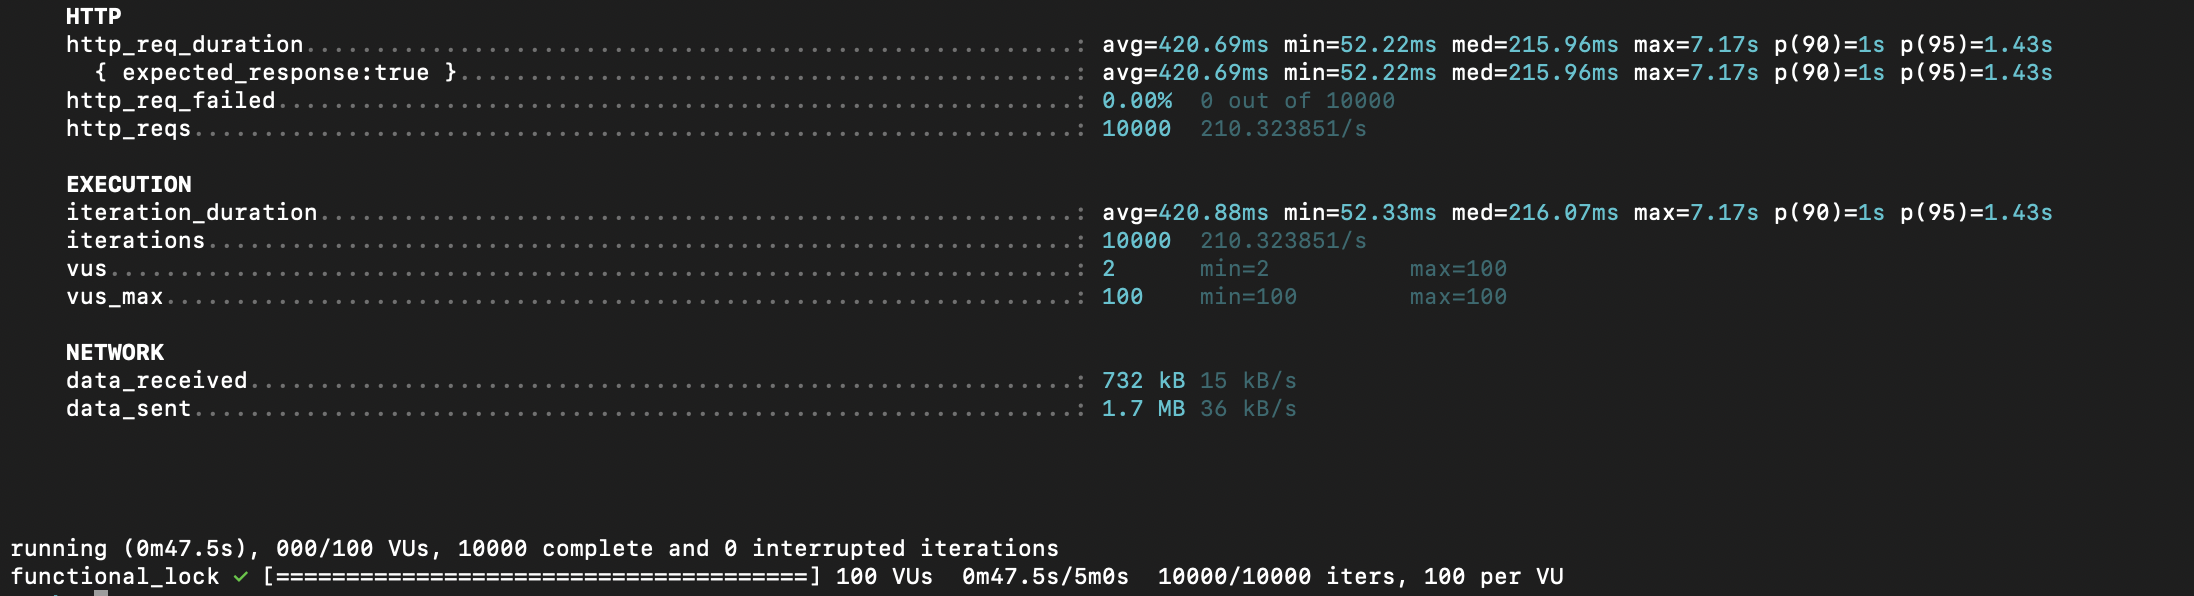 HTTP
http_req_duration.......................................................: avg=420.69ms min=52.22ms med=215.96ms max=7.17s p(90)=1s p(95)=1.43s
{ expected_response:true }............................................: avg=420.69ms min=52.22ms med=215.96ms max=7.17s p(90)=1s p(95)=1.43s
http_req_failed.........................................................: 0.00% 0 out of 10000
http_reqs...............................................................: 10000 210.323851/s
EXECUTION
iteration_duration......................................................: avg=420.88ms min=52.33ms med=216.07ms max=7.17s p(90)=1s p(95)=1.43s
iterations..............................................................: 10000 210.323851/s
vus.....................................................................: 2 min=2 max=100
vus_max.................................................................: 100 min=100 max=100
NETWORK
data_received...........................................................: 732 kB 15 kB/s
data_sent...............................................................: 1.7 MB 36 kB/s
running (0m47.5s), 000/100 VUs, 10000 complete and 0 interrupted iterations
functional_lock ✓ [======================================] 100 VUs 0m47.5s/5m0s 10000/10000 iters, 100 per VU